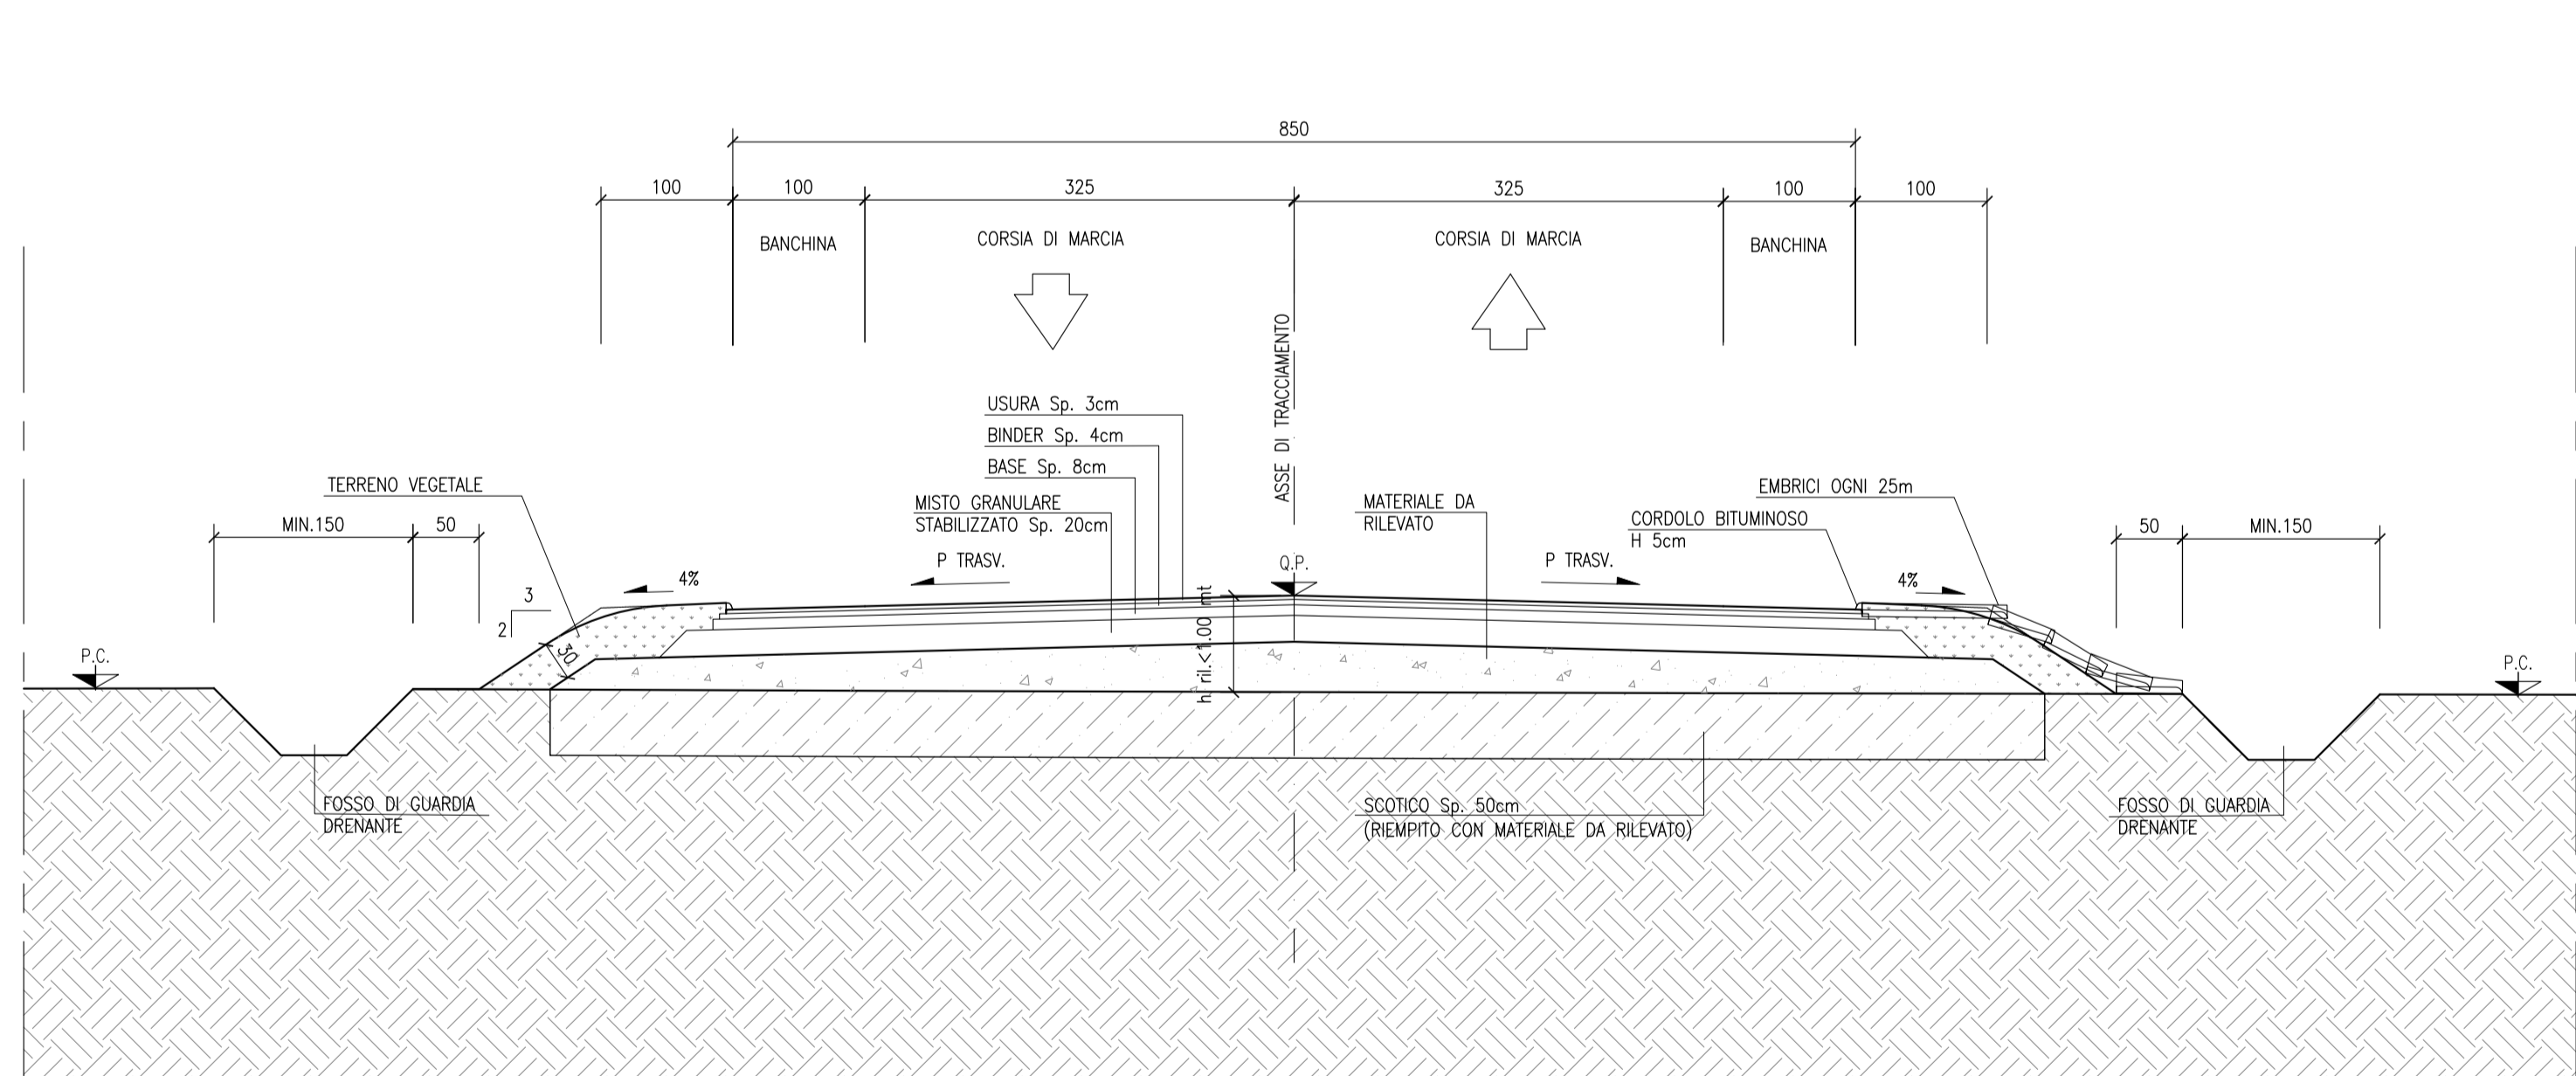 850
100
100
325
325
100
100
BANCHINA
CORSIA DI MARCIA
CORSIA DI MARCIA
BANCHINA
ASSE DI TRACCIAMENTO
USURA Sp. 3cm
BINDER Sp. 4cm
BASE Sp. 8cm
MISTO GRANULARE
STABILIZZATO Sp. 20cm
TERRENO VEGETALE
MATERIALE DA
RILEVATO
EMBRICI OGNI 25m
CORDOLO BITUMINOSO
H 5cm
MIN.150
50
50
MIN.150
P TRASV.
Q.P.
P TRASV.
4%
4%
3
2
30
h. ril.<1.00 mt
P.C.
P.C.
FOSSO DI GUARDIA
DRENANTE
SCOTICO Sp. 50cm
(RIEMPITO CON MATERIALE DA RILEVATO)
FOSSO DI GUARDIA
DRENANTE